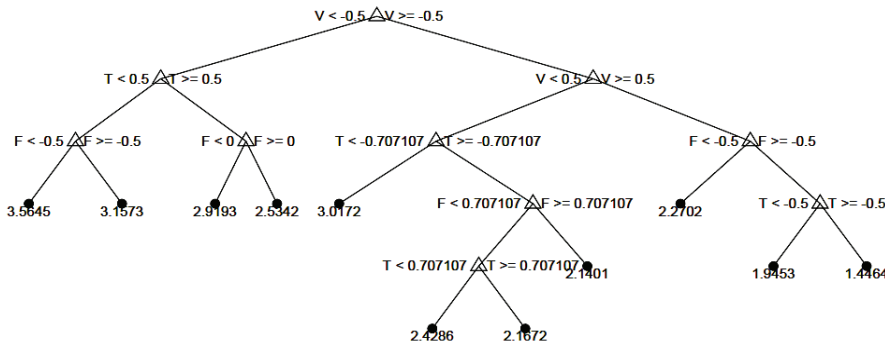 V < -0.5 V >= -0.5
T < 0.5 T >= 0.5
V < 0.5 V >= 0.5
F < -0.5 F >= -0.5
F < 0 F >= 0
T < -0.707107 T >= -0.707107
F < -0.5 F >= -0.5
3.5645
3.1573
2.9193
2.5342
3.0172
F < 0.707107 F >= 0.707107
2.2702
T < -0.5 T >= -0.5
T < 0.707107 T >= 0.707107
2.1401
1.9453
1.4464
2.4286
2.1672